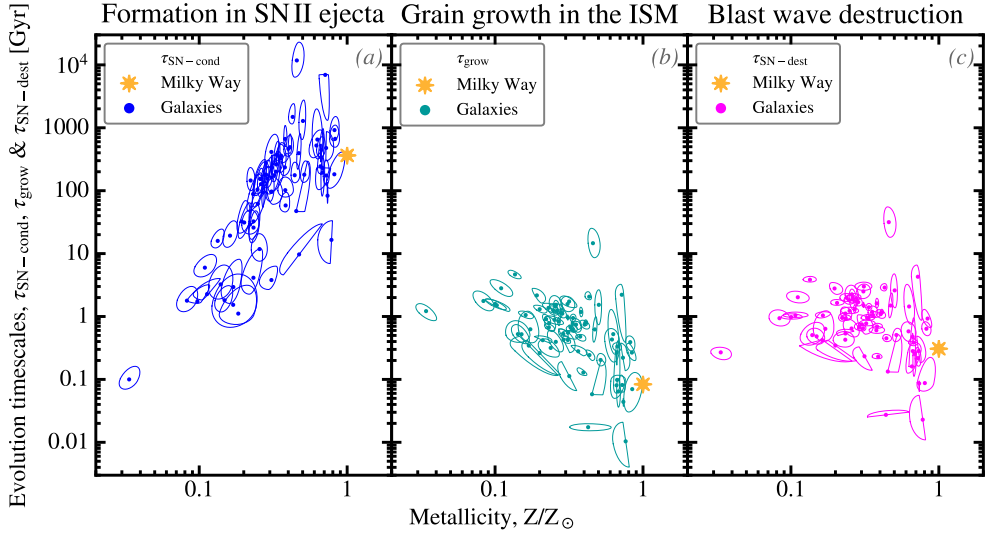 Formation in SN II ejecta
Grain growth in the ISM
Blast wave destruction
Evolution timescales, τSN−cond, τgrow & τSN−dest [Gyr]
10⁴
1000
100
10
1
0.1
0.01
τSN−cond
Milky Way
Galaxies
(a)
τgrow
Milky Way
Galaxies
(b)
τSN−dest
Milky Way
Galaxies
(c)
0.1
1
0.1
1
0.1
1
Metallicity, Z/Z⊙